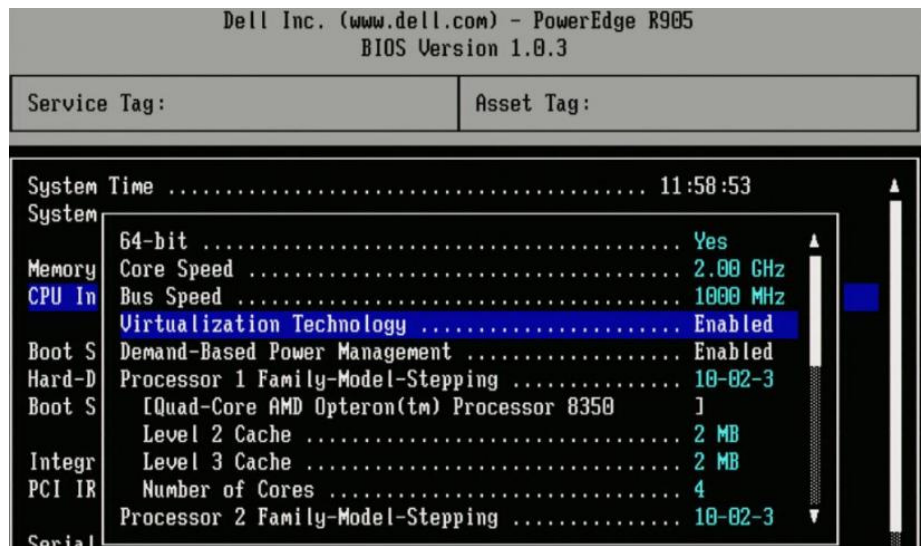 Dell Inc. (www.dell.com) - PowerEdge R905
BIOS Version 1.0.3
Service Tag:
Asset Tag:
System Time ......................................... 11:58:53
System
64-bit ......................................... Yes
Memory
Core Speed ..................................... 2.00 GHz
CPU In
Bus Speed ...................................... 1000 MHz
Virtualization Technology ...................... Enabled
Boot S
Demand-Based Power Management .................. Enabled
Hard-D
Processor 1 Family-Model-Stepping .............. 10-02-3
Boot S
[Quad-Core AMD Opteron(tm) Processor 8350 ]
Level 2 Cache ................................ 2 MB
Integr
Level 3 Cache ................................ 2 MB
PCI IR
Number of Cores .............................. 4
Processor 2 Family-Model-Stepping .............. 10-02-3
Serial